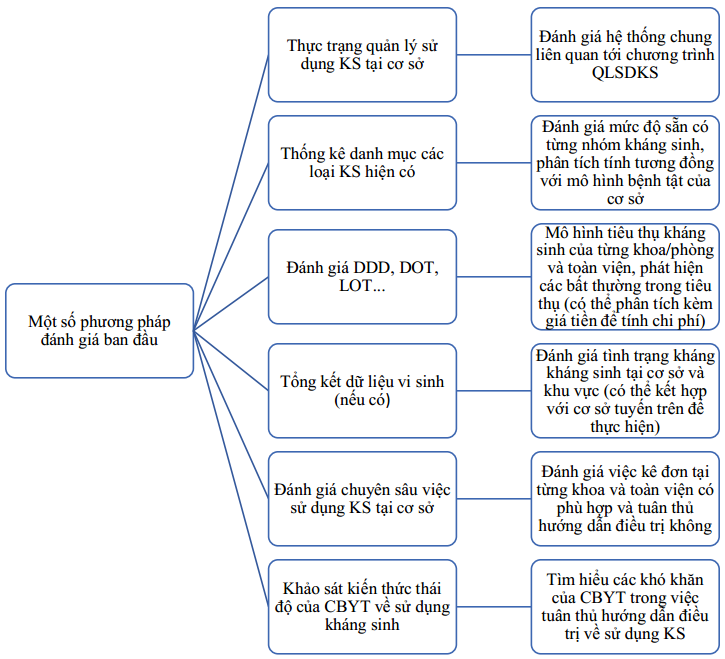 Một số phương pháp
đánh giá ban đầu
Thực trạng quản lý sử
dụng KS tại cơ sở
Đánh giá hệ thống chung
liên quan tới chương trình
QLSDKS
Thống kê danh mục các
loại KS hiện có
Đánh giá mức độ sẵn có
từng nhóm kháng sinh,
phân tích tính tương đồng
với mô hình bệnh tật của
cơ sở
Đánh giá DDD, DOT,
LOT...
Mô hình tiêu thụ kháng
sinh của từng khoa/phòng
và toàn viện, phát hiện
các bất thường trong tiêu
thụ (có thể phân tích kèm
giá tiền để tính chi phí)
Tổng kết dữ liệu vi sinh
(nếu có)
Đánh giá tình trạng kháng
kháng sinh tại cơ sở và
khu vực (có thể kết hợp
với cơ sở tuyến trên để
thực hiện)
Đánh giá chuyên sâu việc
sử dụng KS tại cơ sở
Đánh giá việc kê đơn tại
từng khoa và toàn viện có
phù hợp và tuân thủ
hướng dẫn điều trị không
Khảo sát kiến thức thái
độ của CBYT về sử dụng
kháng sinh
Tìm hiểu các khó khăn
của CBYT trong việc
tuân thủ hướng dẫn điều
trị về sử dụng KS